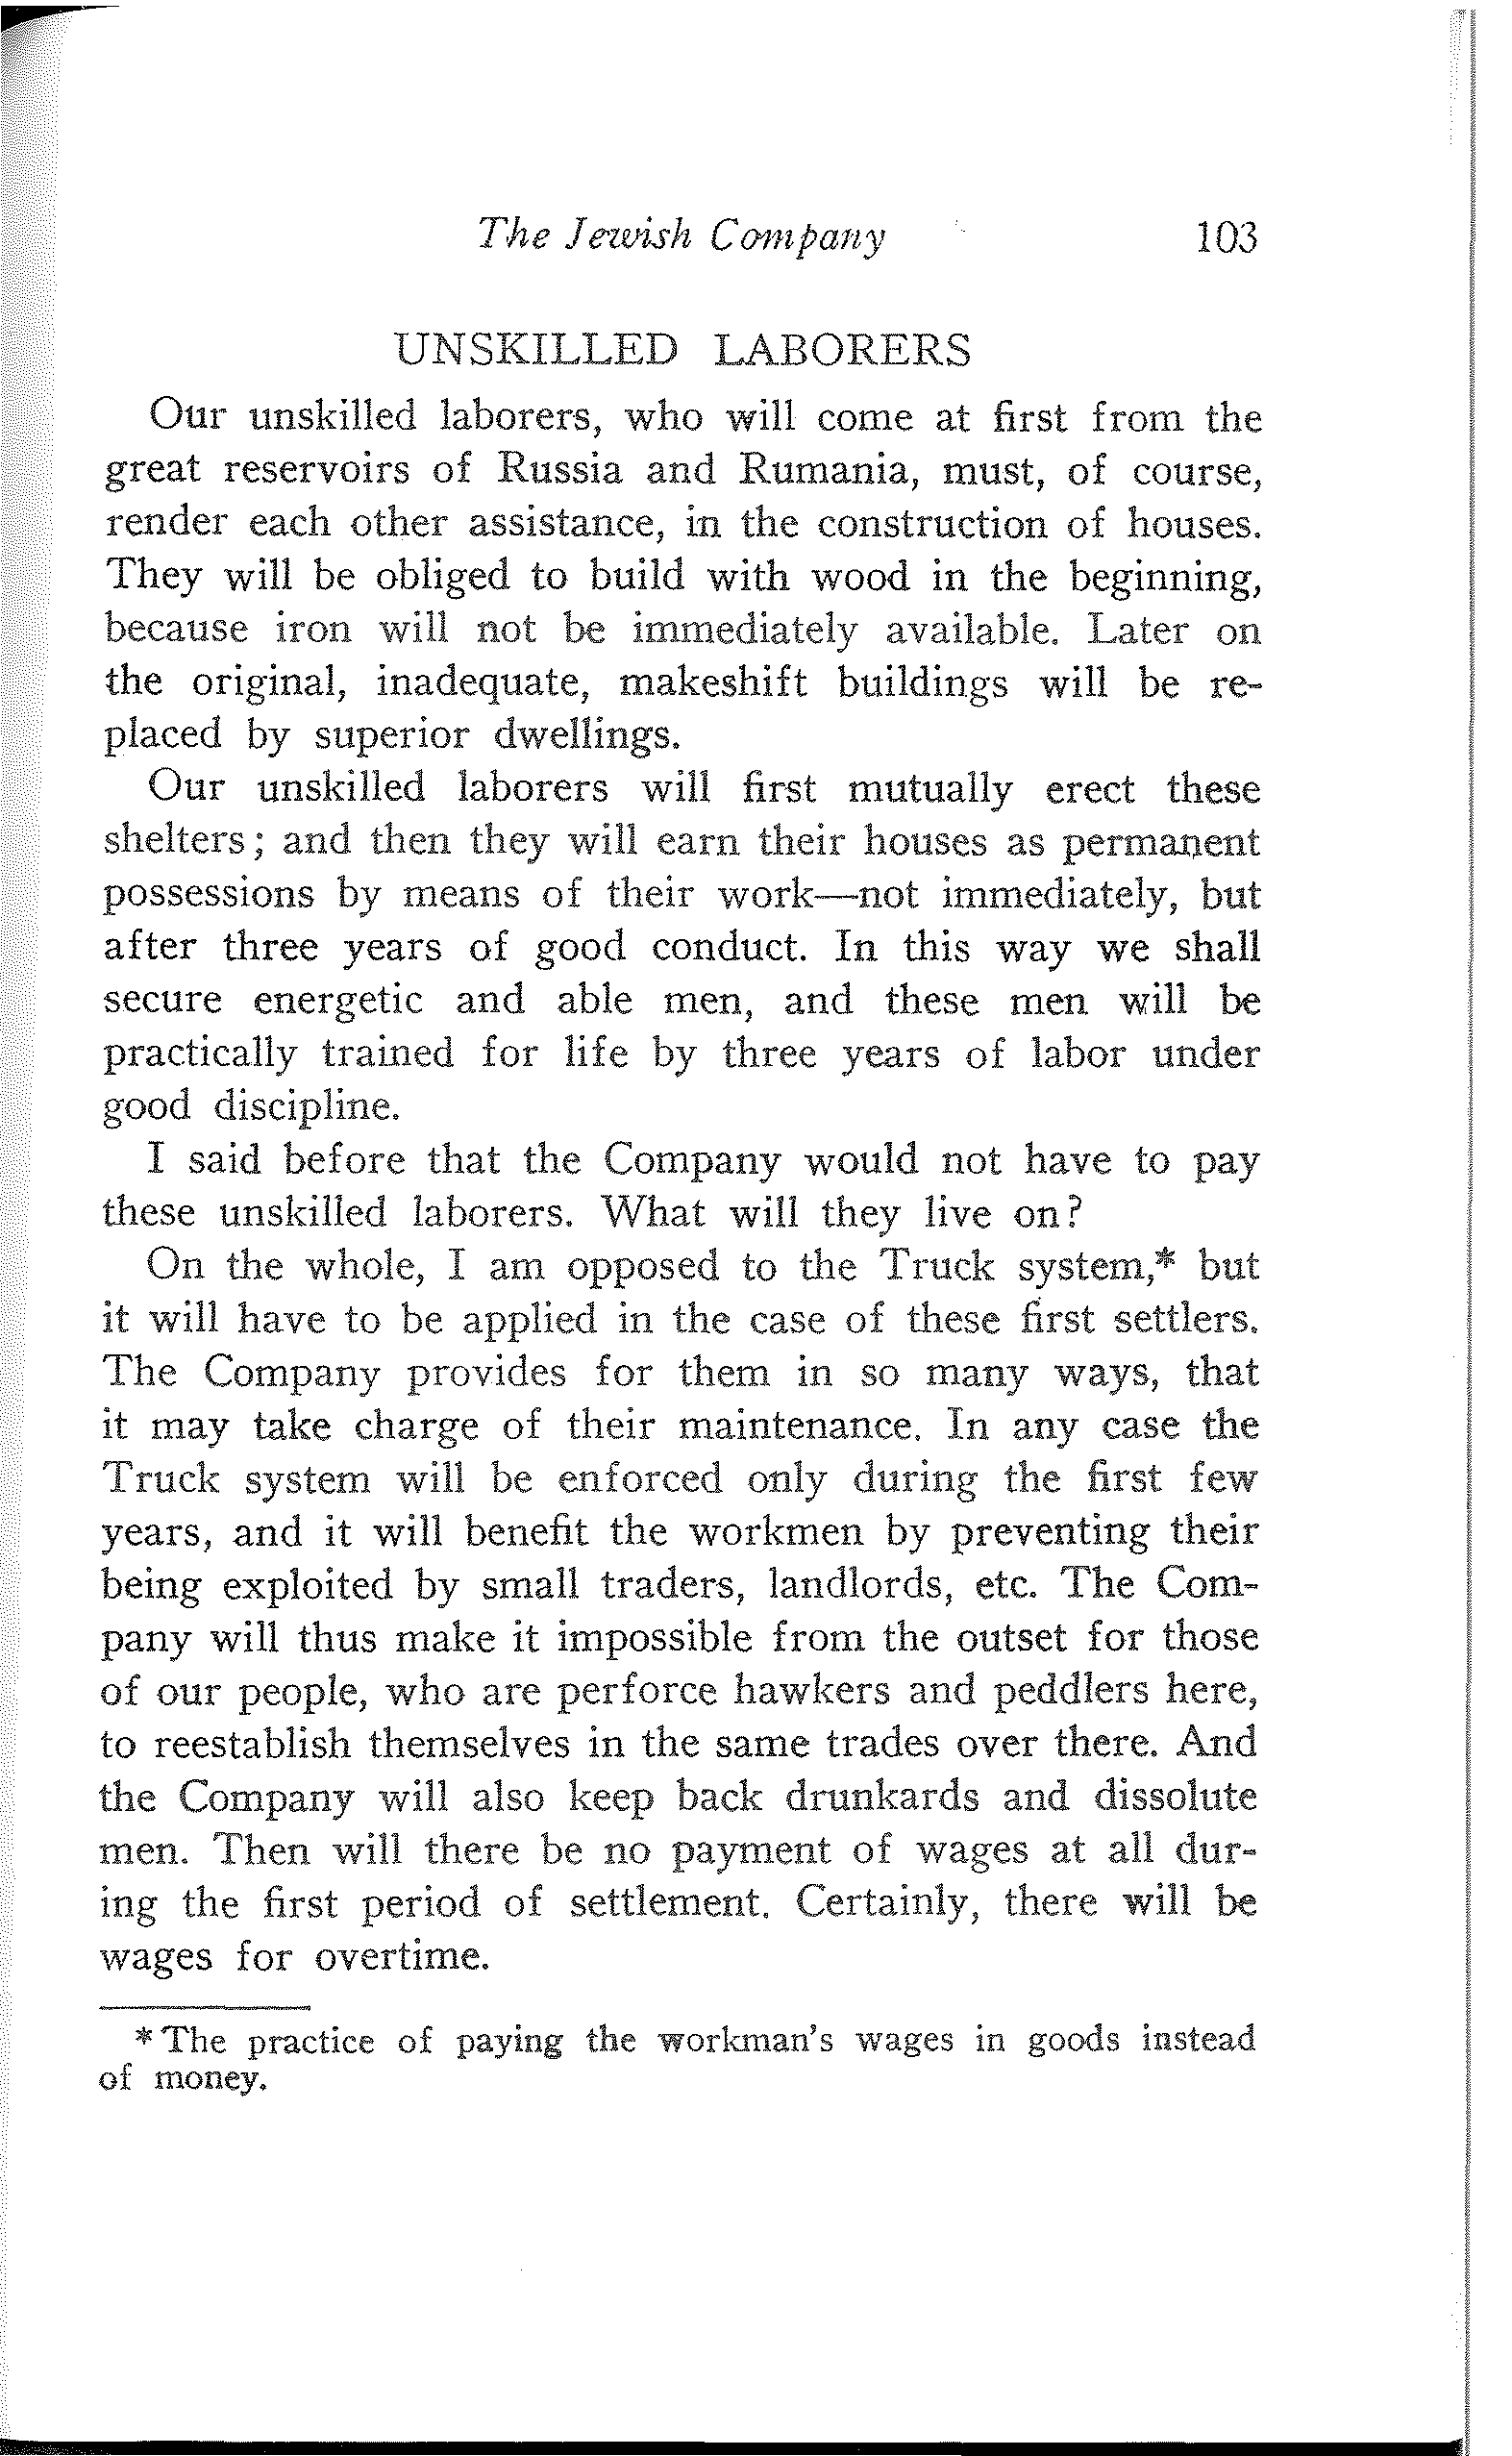 The Jewish Company 103
UNSKILLED LABORERS
Our unskilled laborers, who will come at first from the
great reservoirs of Russia and Rumania, must, of course,
render each other assistance, in the construction of houses.
They will be obliged to build with wood in the beginning,
because iron will not be immediately available. Later on
the original, inadequate, makeshift buildings will be re-
placed by superior dwellings.
Our unskilled laborers will first mutually erect these
shelters; and then they will earn their houses as permanent
possessions by means of their work—not immediately, but
after three years of good conduct. In this way we shall
secure energetic and able men, and these men will be
practically trained for life by three years of labor under
good discipline.
I said before that the Company would not have to pay
these unskilled laborers. What will they live on?
On the whole, I am opposed to the Truck system,* but
it will have to be applied in the case of these first settlers.
The Company provides for them in so many ways, that
it may take charge of their maintenance. In any case the
Truck system will be enforced only during the first few
years, and it will benefit the workmen by preventing their
being exploited by small traders, landlords, etc. The Com-
pany will thus make it impossible from the outset for those
of our people, who are perforce hawkers and peddlers here,
to reestablish themselves in the same trades over there. And
the Company will also keep back drunkards and dissolute
men. Then will there be no payment of wages at all dur-
ing the first period of settlement. Certainly, there will be
wages for overtime.
* The practice of paying the workman's wages in goods instead
of money.